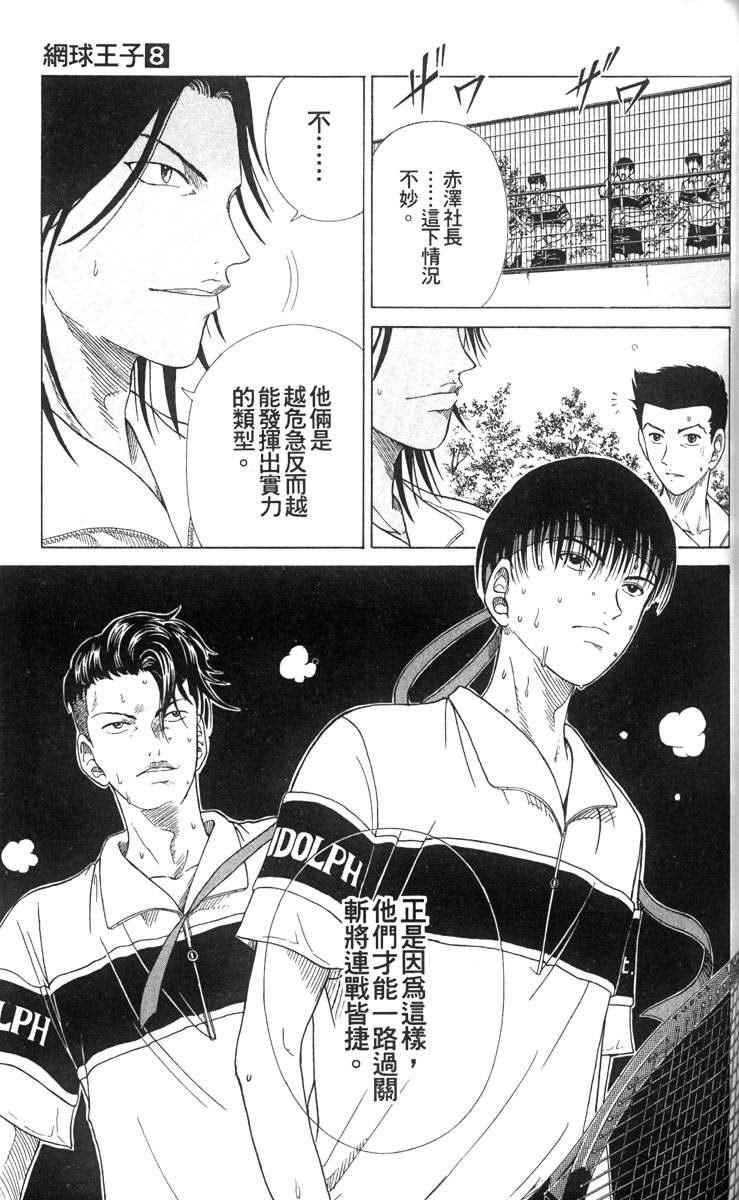 網球王子8
ザワ
ザワ
赤澤社長
……這下情況
不妙。
不……
他倆是
越危急反而越
能發揮出實力
的類型。
IDOLPH
LPH
t.
正是因為這樣，
他們才能一路過關
斬將連戰皆捷。